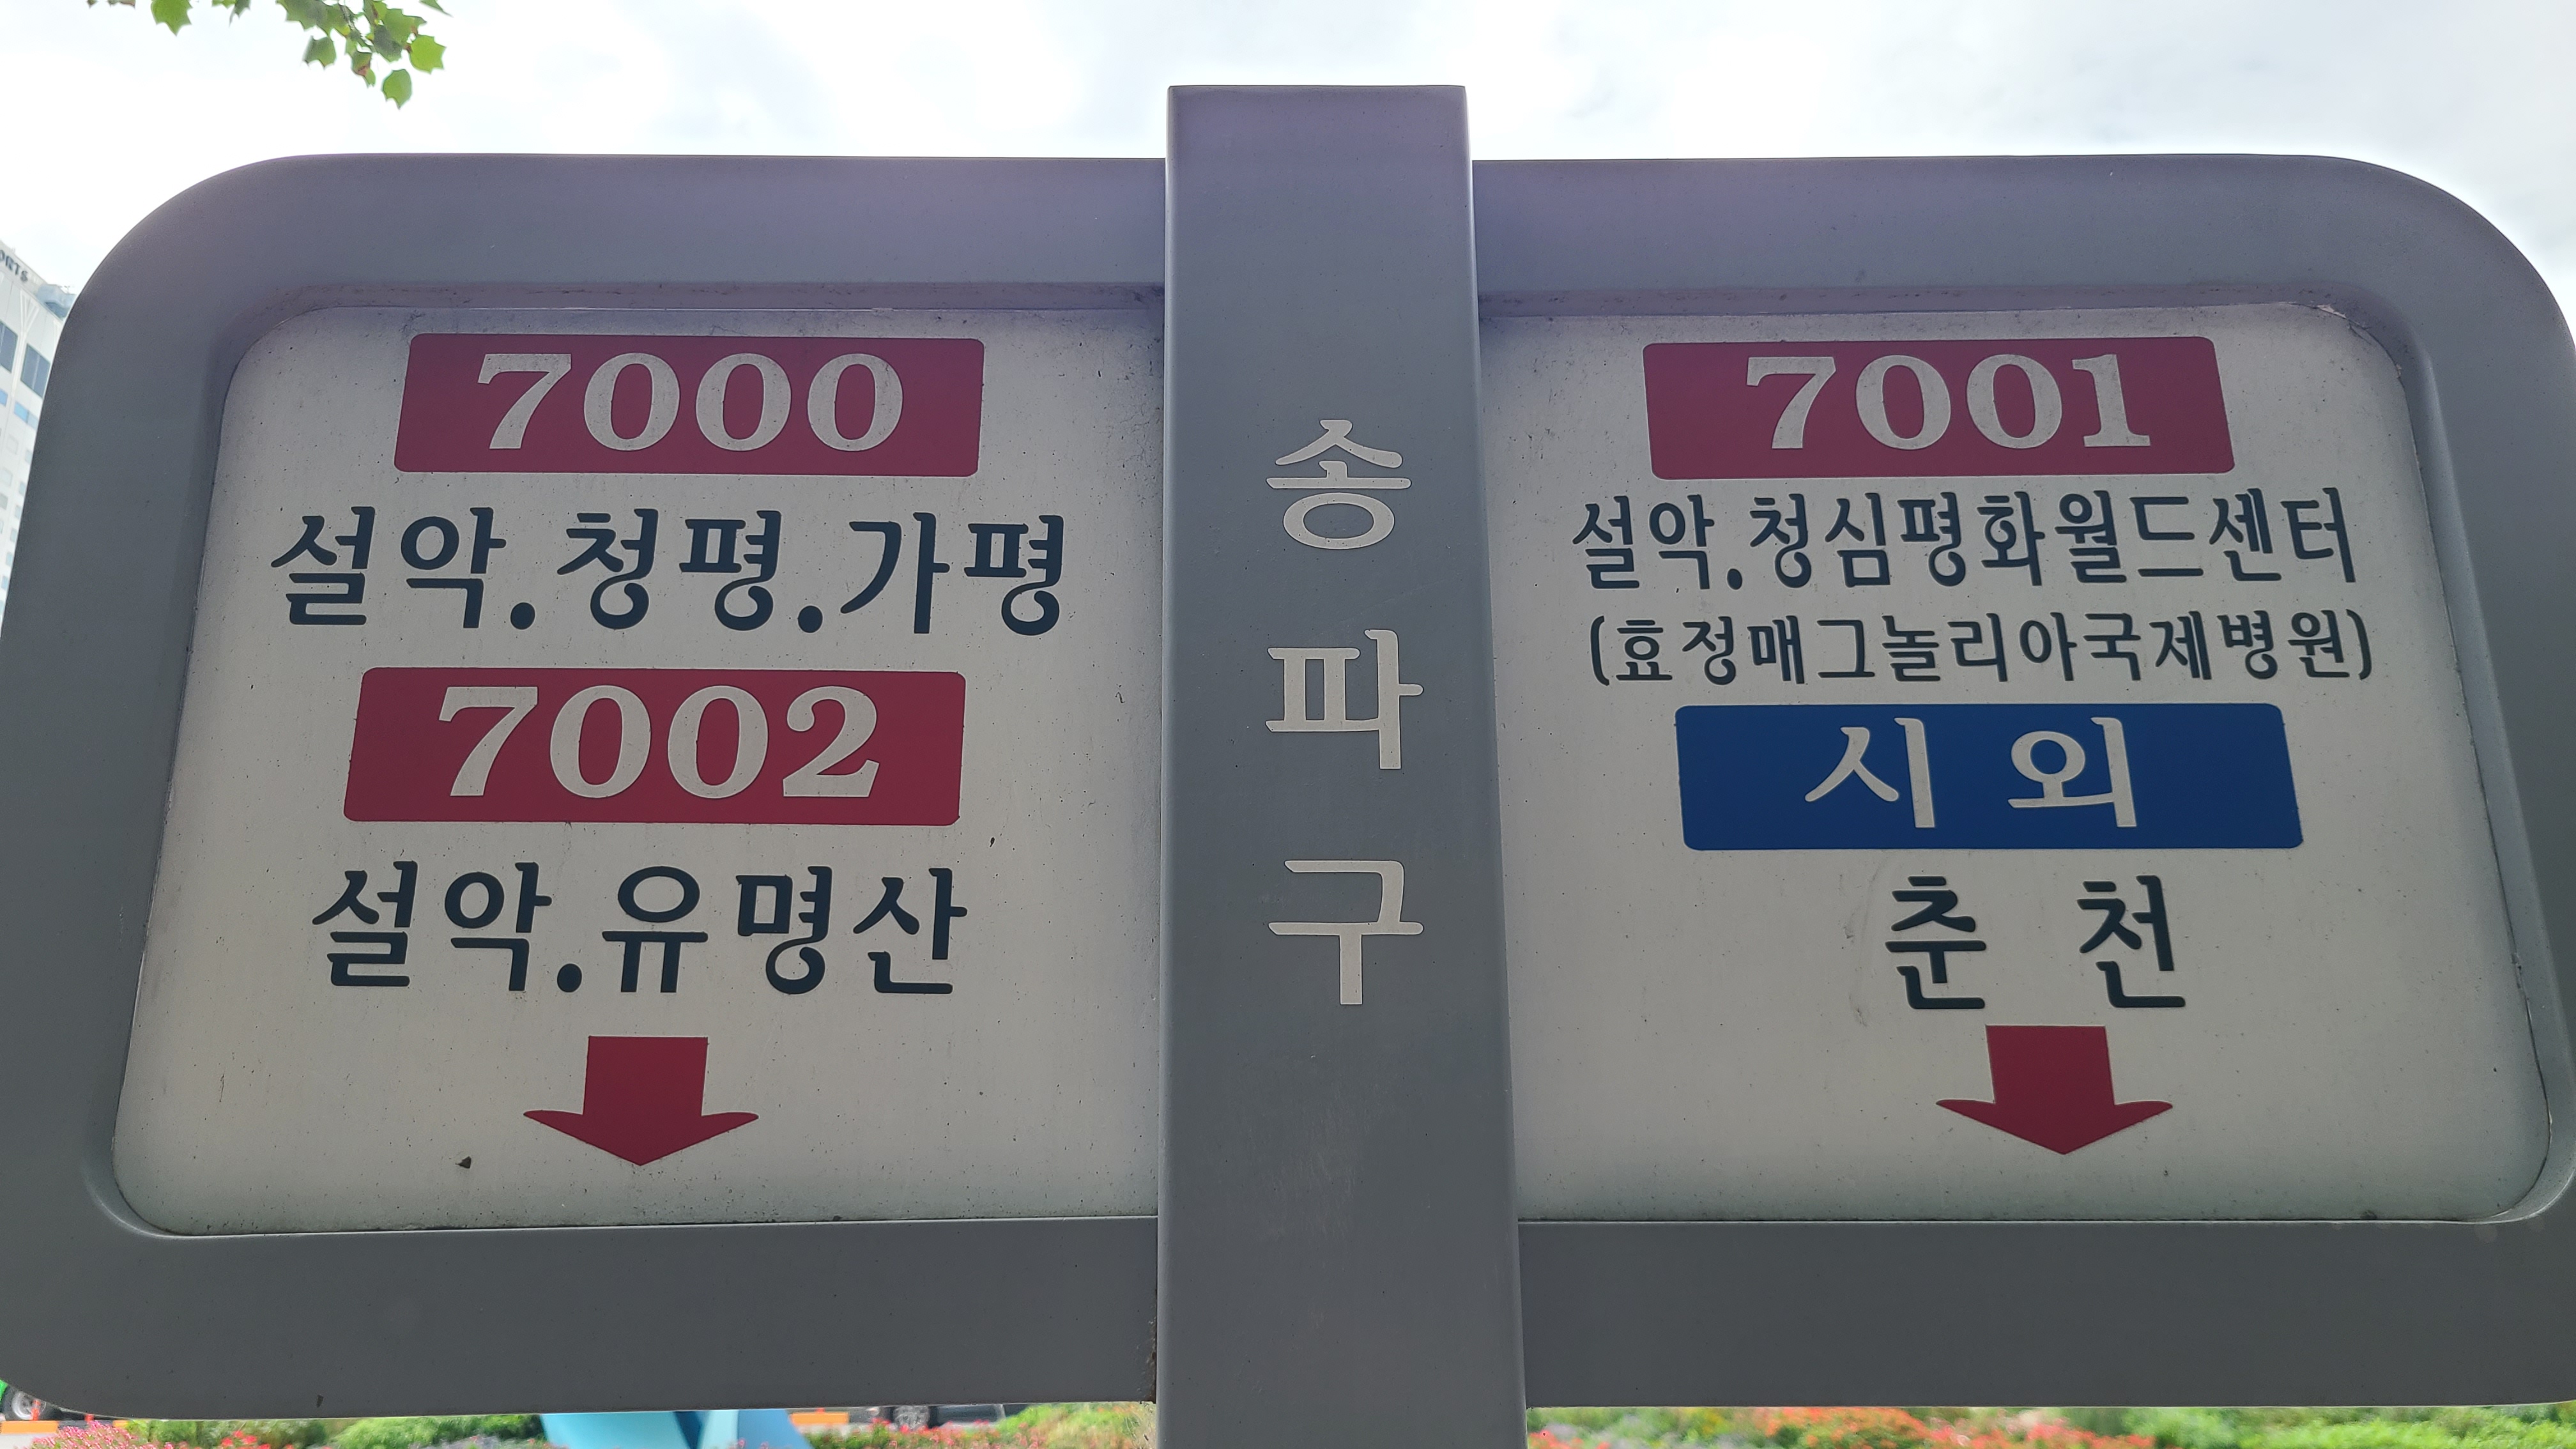 7000
설악.청평.가평
7002
설악.유명산
송파구
7001
설악.청심평화월드센터
(효정매그놀리아국제병원)
시외
춘천